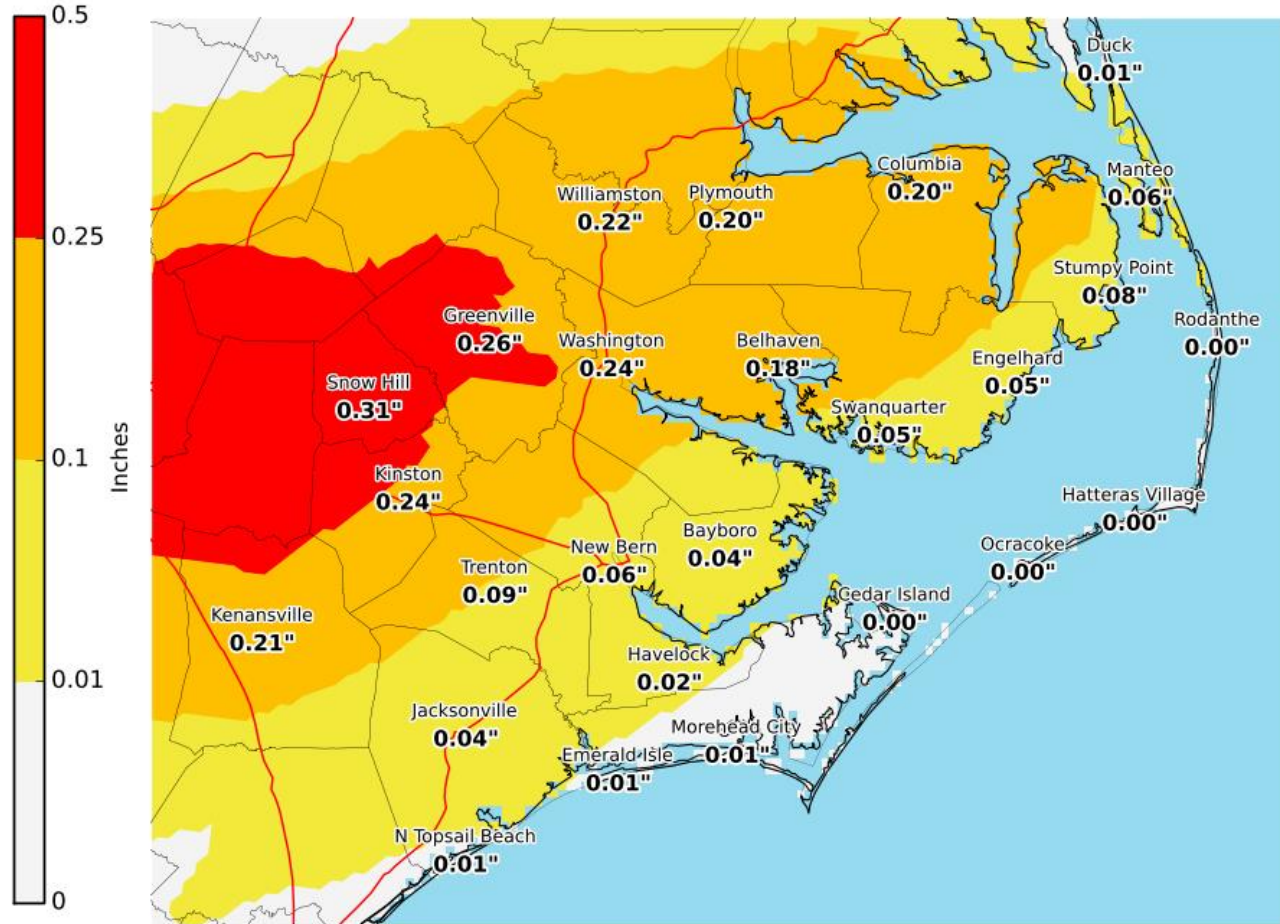 0.5
0.25
0.1
0.01
0
Inches
Duck
0.01"
Columbia
0.20"
Manteo
0.06"
Williamston
0.22"
Plymouth
0.20"
Stumpy Point
0.08"
Greenville
0.26"
Washington
0.24"
Belhaven
0.18"
Rodanthe
0.00"
Engelhard
0.05"
Snow Hill
0.31"
Swanquarter
0.05"
Kinston
0.24"
Hatteras Village
0.00"
Bayboro
0.04"
New Bern
0.06"
Ocracoke
0.00"
Trenton
0.09"
Cedar Island
0.00"
Kenansville
0.21"
Havelock
0.02"
Jacksonville
0.04"
Morehead City
0.01"
Emerald Isle
0.01"
N Topsail Beach
0.01"